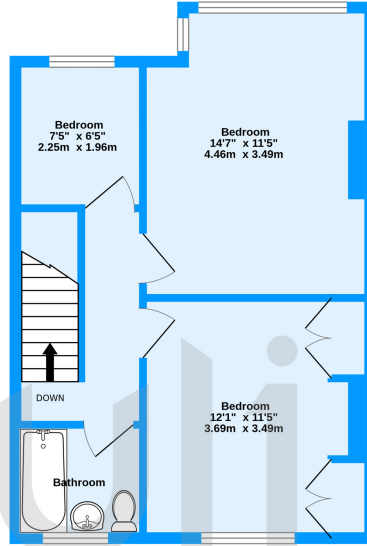 Bedroom
7'5" x 6'5"
2.25m x 1.96m
Bedroom
14'7" x 11'5"
4.46m x 3.49m
DOWN
Bedroom
12'1" x 11'5"
3.69m x 3.49m
Bathroom